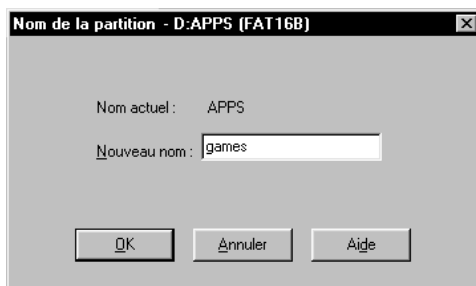 Nom de la partition - D:APPS (FAT16B)
Nom actuel : APPS
Nouveau nom : games
OK Annuler Aide